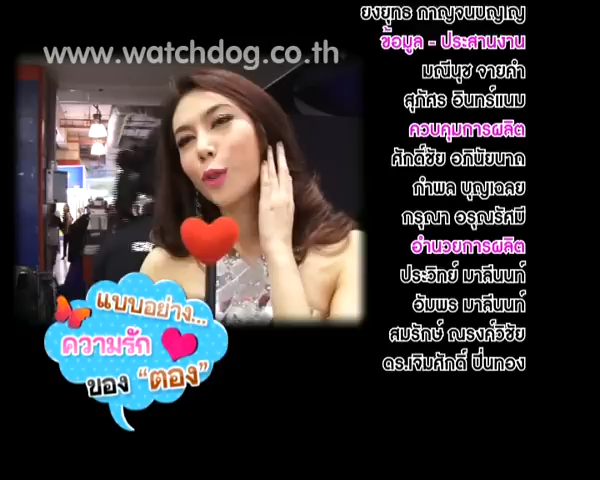 ยงยุทธ กาญจนปัญญา
ข้อมูล - ประสานงาน
มณีนุช จายคำ
สุภัศร อินทร์แนม
ควบคุมการผลิต
ศักดิ์ชัย อภินัยนาถ
กำพล บุญเฉลย
กรุณา อรุณรัศมี
อำนวยการผลิต
ประวิทย์ มาลีนนท์
อัมพร มาลีนนท์
สมรักษ์ ณรงค์วิชัย
ดร.เจิมศักดิ์ ปิ่นทอง
www.watchdog.co.th
แบบอย่าง...
ความรัก
ของ “ตอง”